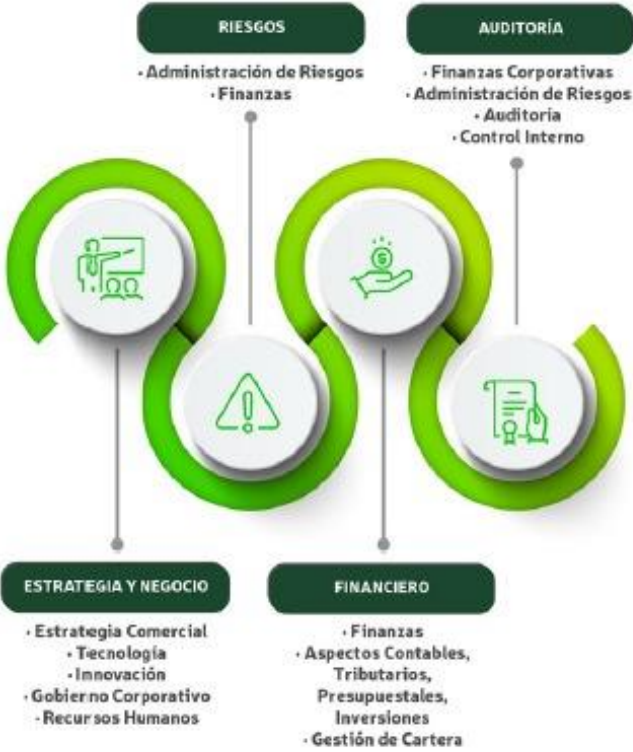 RIESGOS
· Administración de Riesgos
· Finanzas
AUDITORÍA
· Finanzas Corporativas
· Administración de Riesgos
· Auditoría
· Control Interno
$
ESTRATEGIA Y NEGOCIO
· Estrategia Comercial
· Tecnología
· Innovación
· Gobierno Corporativo
· Recursos Humanos
FINANCIERO
· Finanzas
· Aspectos Contables,
Tributarios,
Presupuestales,
Inversiones
· Gestión de Cartera